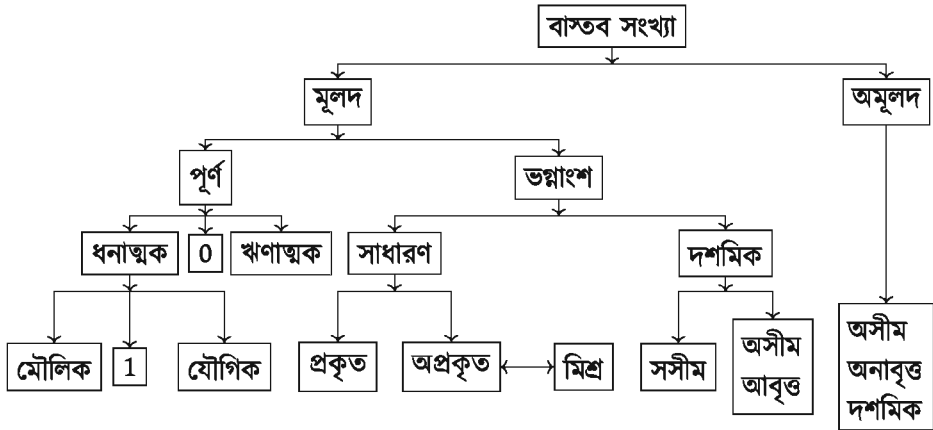 বাস্তব সংখ্যা
মূলদ
অমূলদ
পূর্ণ
ভগ্নাংশ
ধনাত্মক
0
ঋণাত্মক
সাধারণ
দশমিক
মৌলিক
1
যৌগিক
প্রকৃত
অপ্রকৃত
মিশ্র
সসীম
অসীম
আবৃত্ত
অসীম
অনাবৃত্ত
দশমিক